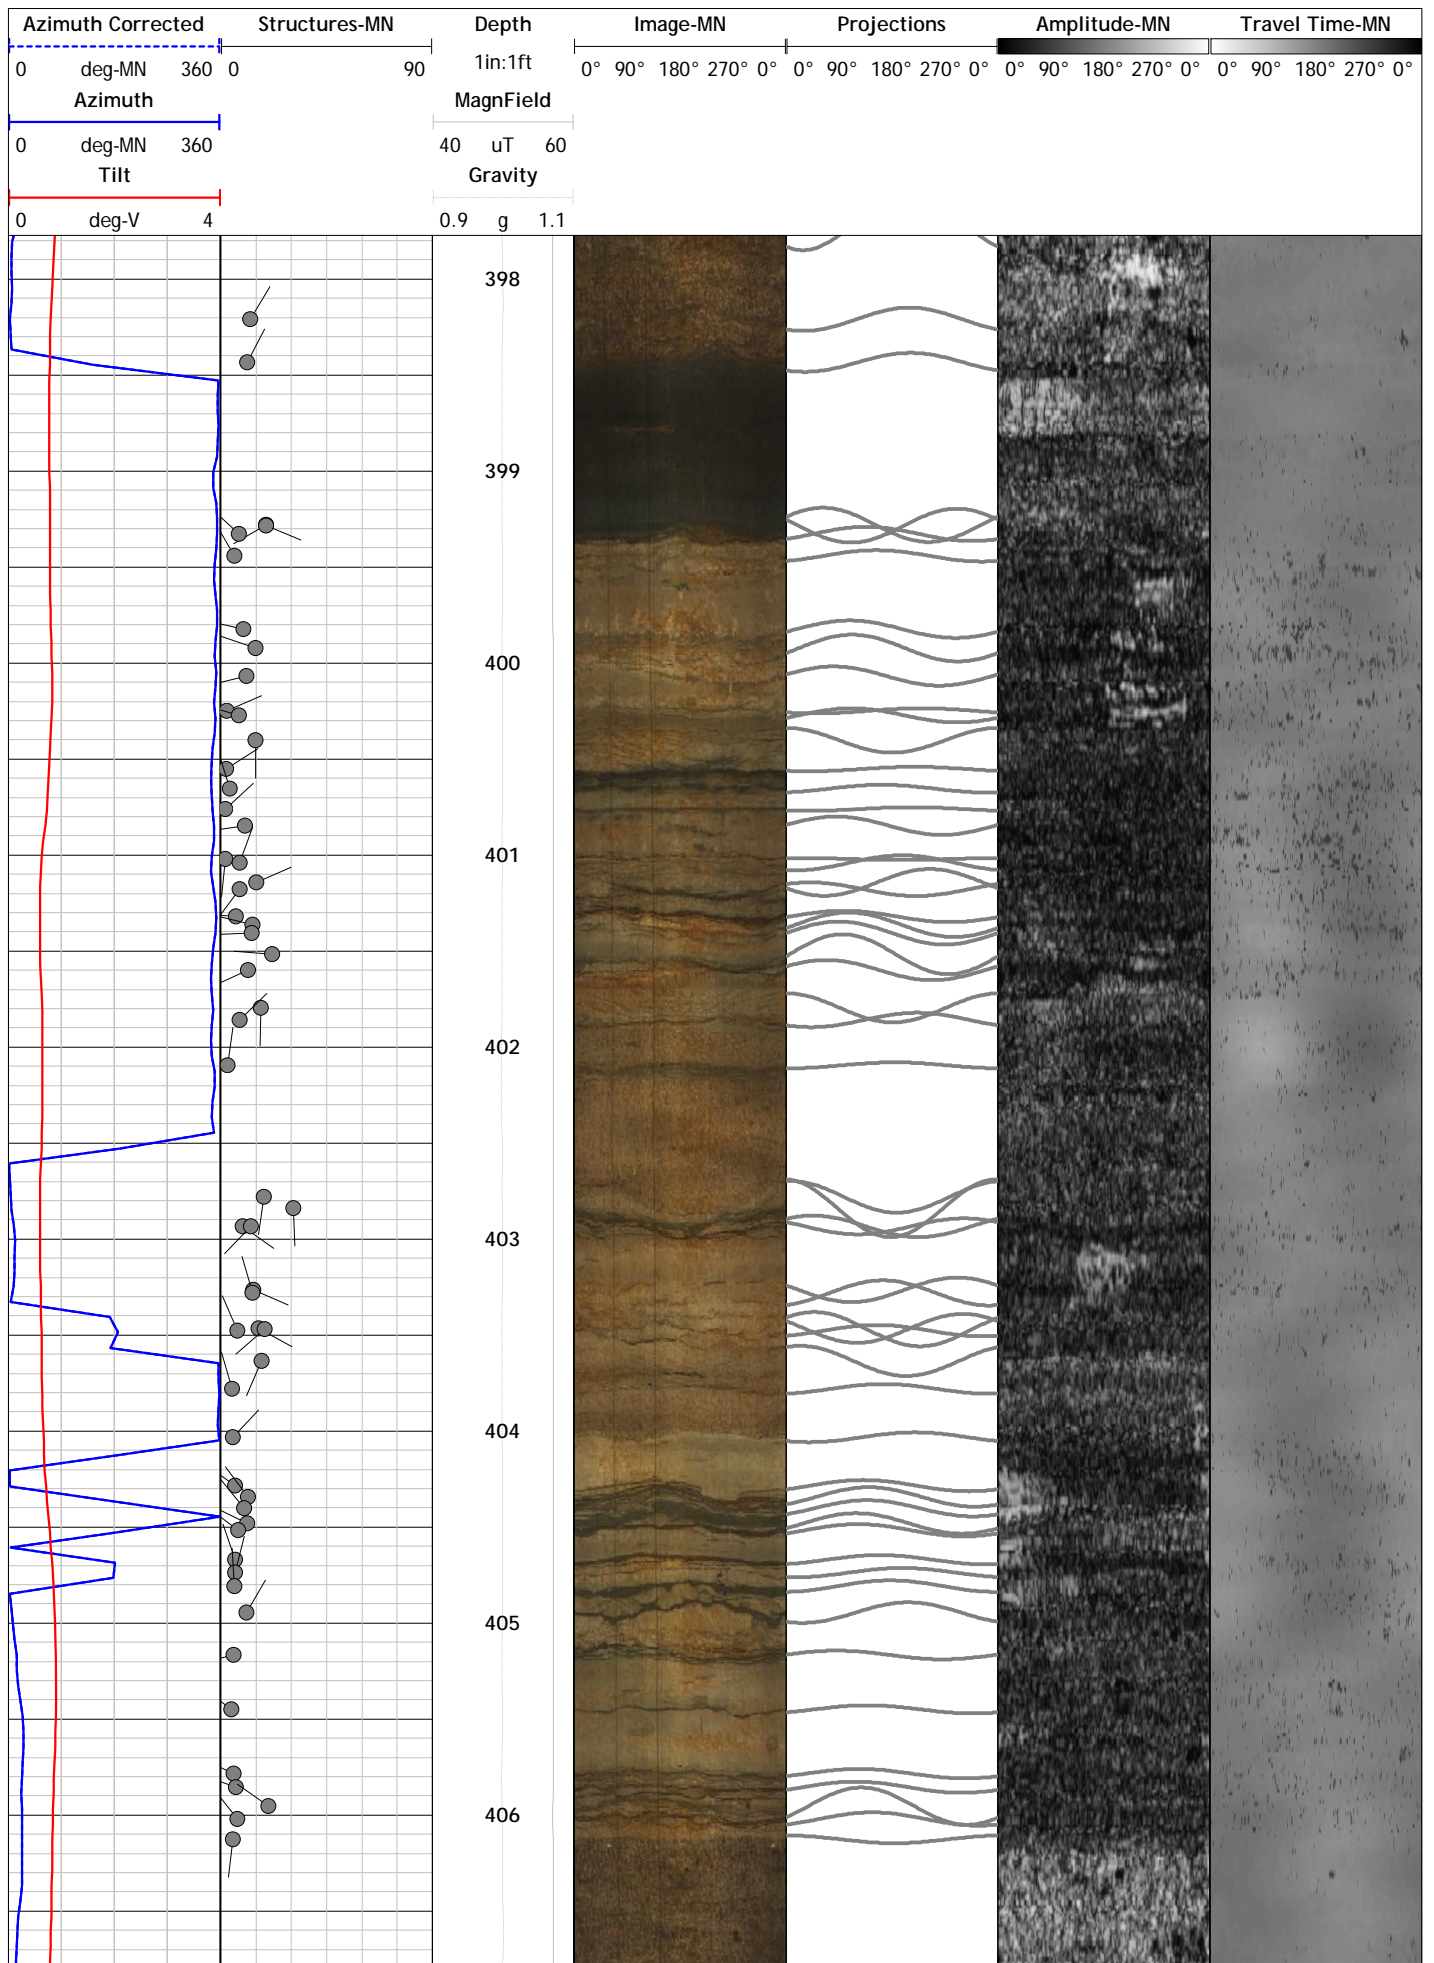 Azimuth Corrected Structures-MN Depth Image-MN Projections Amplitude-MN Travel Time-MN
0 deg-MN 360 0 90 1in:1ft 0° 90° 180° 270° 0° 0° 90° 180° 270° 0° 0° 90° 180° 270° 0° 0° 90° 180° 270° 0°
Azimuth MagnField
0 deg-MN 360 40 uT 60
Tilt Gravity
0 deg-V 4 0.9 g 1.1
398
399
400
401
402
403
404
405
406